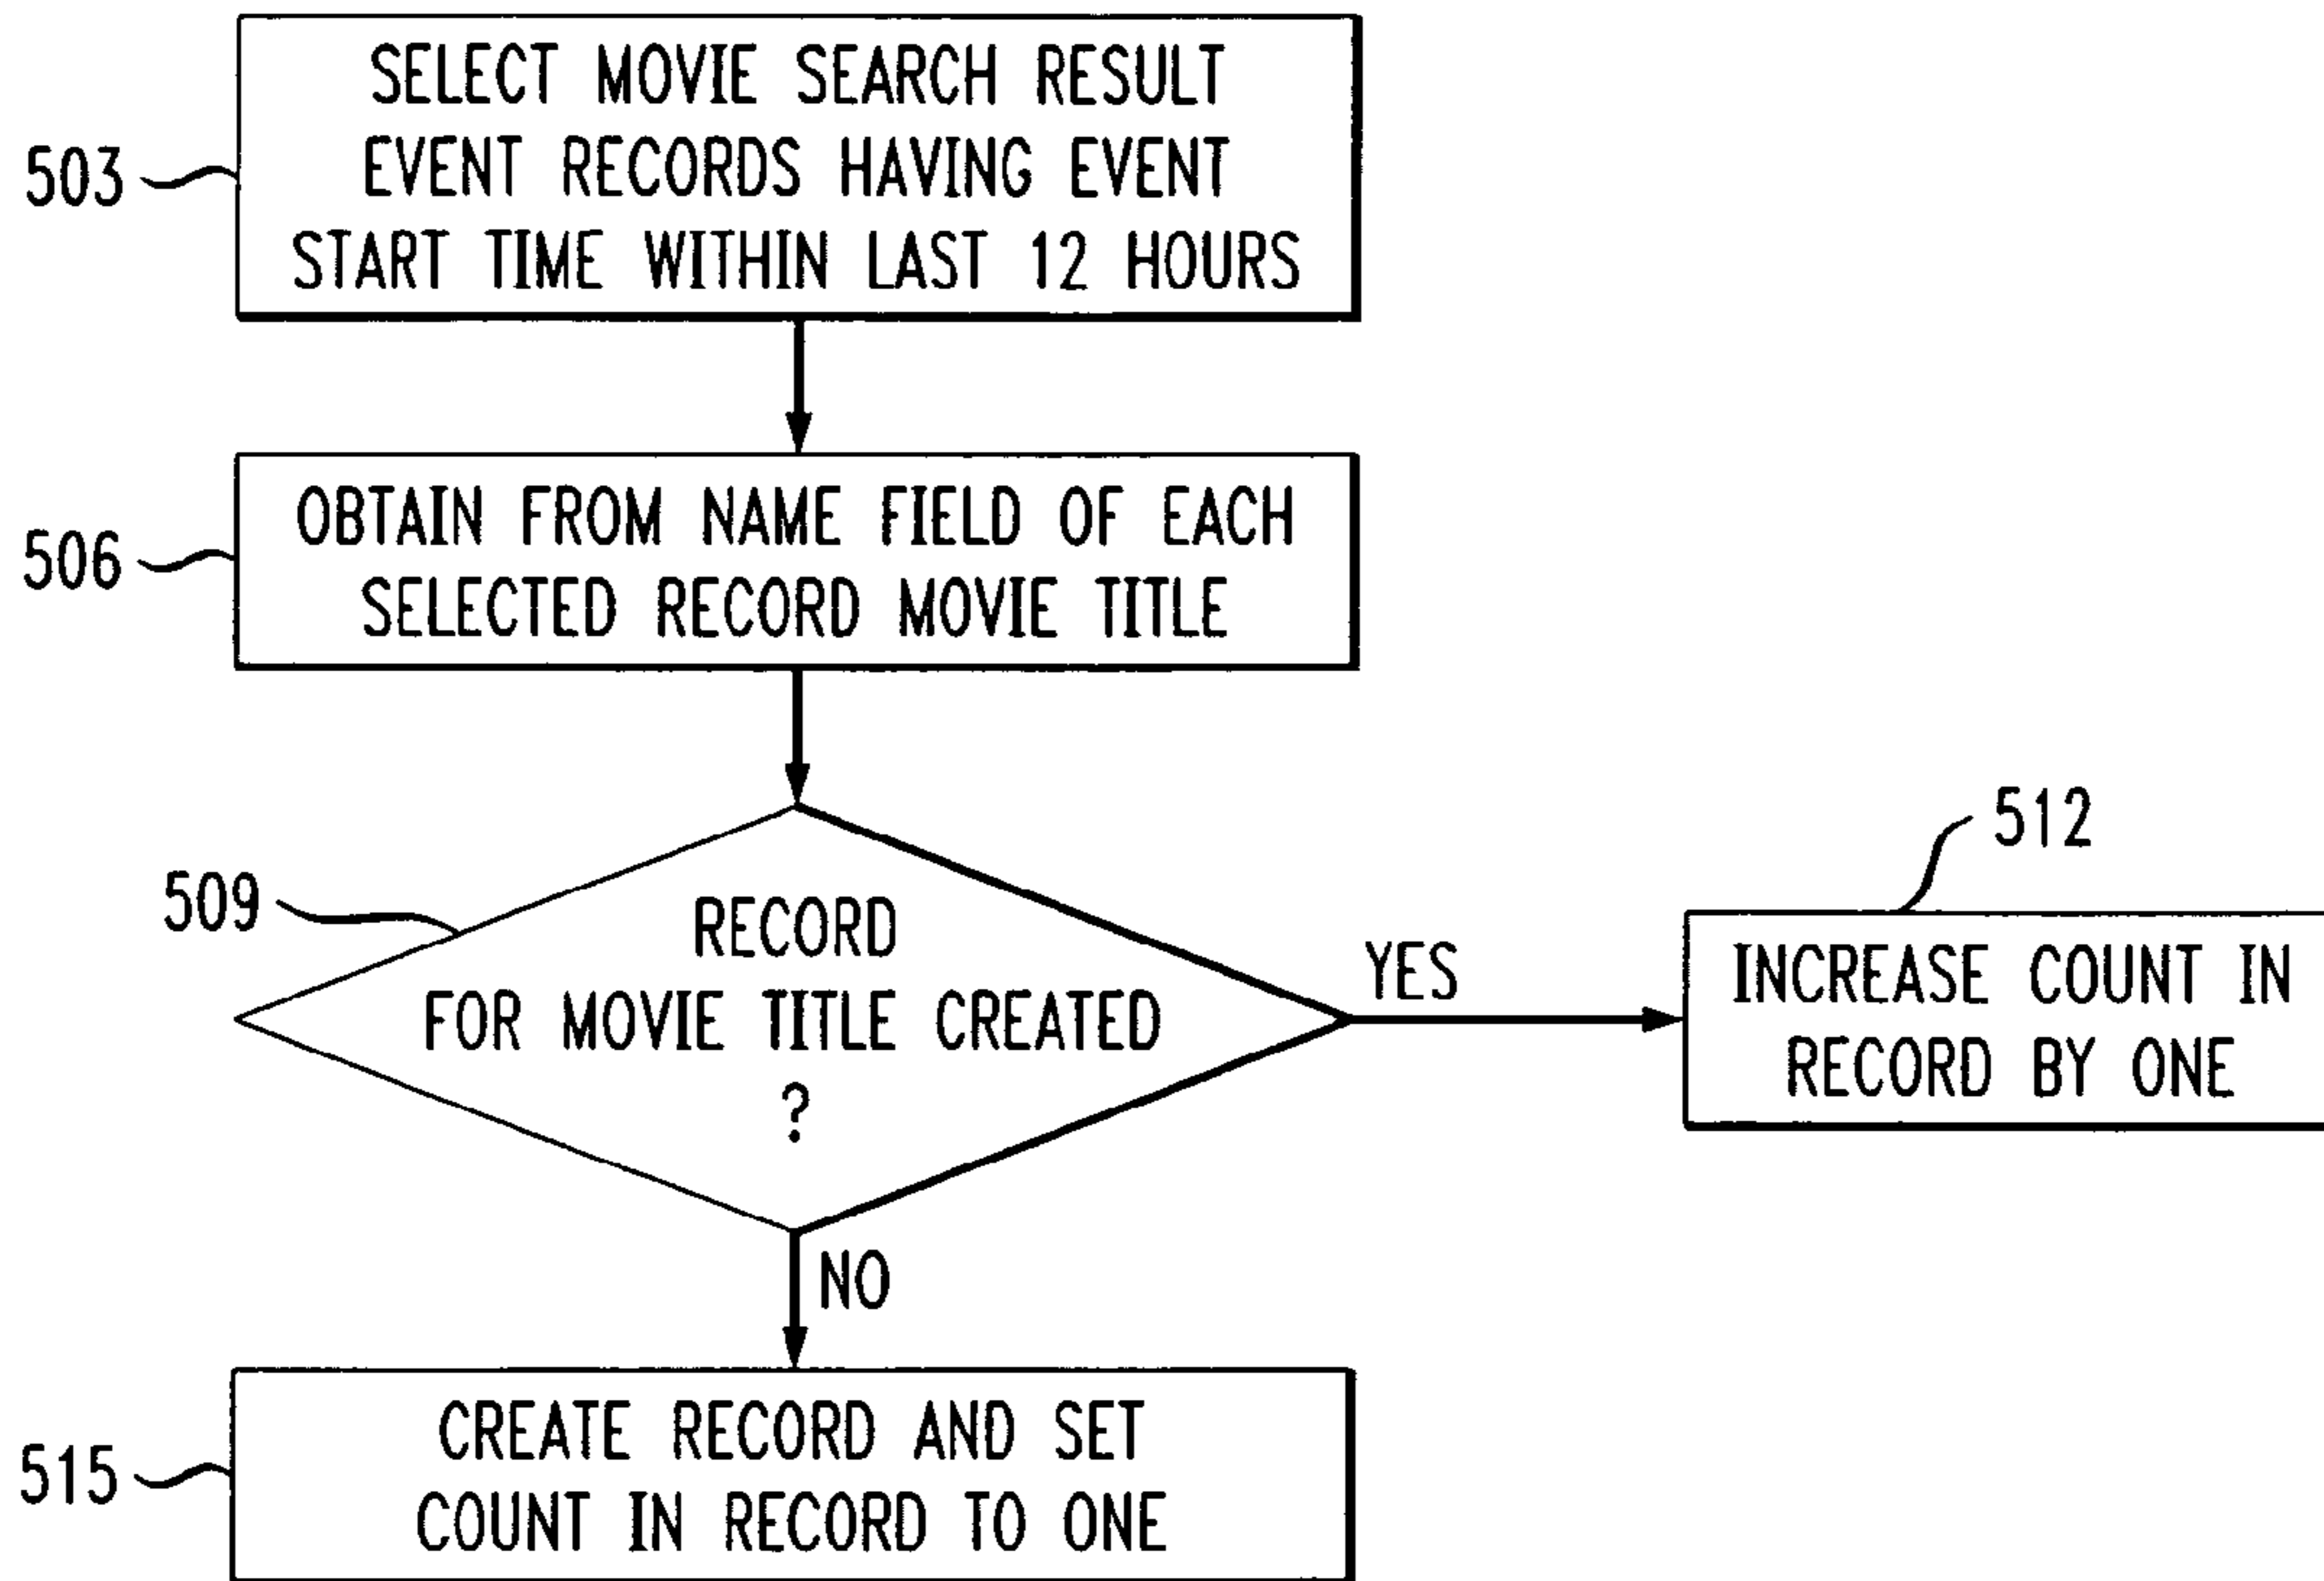 503
SELECT MOVIE SEARCH RESULT
EVENT RECORDS HAVING EVENT
START TIME WITHIN LAST 12 HOURS
506
OBTAIN FROM NAME FIELD OF EACH
SELECTED RECORD MOVIE TITLE
509
RECORD
FOR MOVIE TITLE CREATED
?
YES
512
INCREASE COUNT IN
RECORD BY ONE
NO
515
CREATE RECORD AND SET
COUNT IN RECORD TO ONE